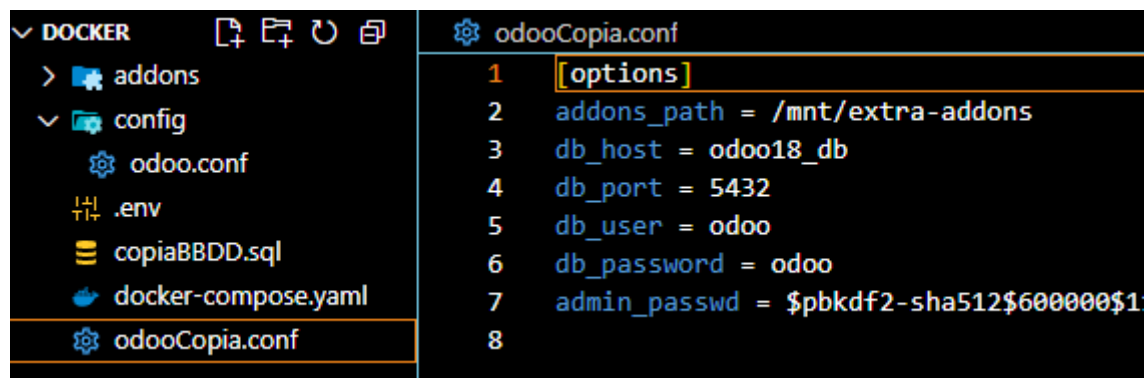 DOCKER
addons
config
odoo.conf
.env
copiaBBDD.sql
docker-compose.yaml
odooCopia.conf
odooCopia.conf
1 [options]
2 addons_path = /mnt/extra-addons
3 db_host = odoo18_db
4 db_port = 5432
5 db_user = odoo
6 db_password = odoo
7 admin_passwd = $pbkdf2-sha512$600000$1
8